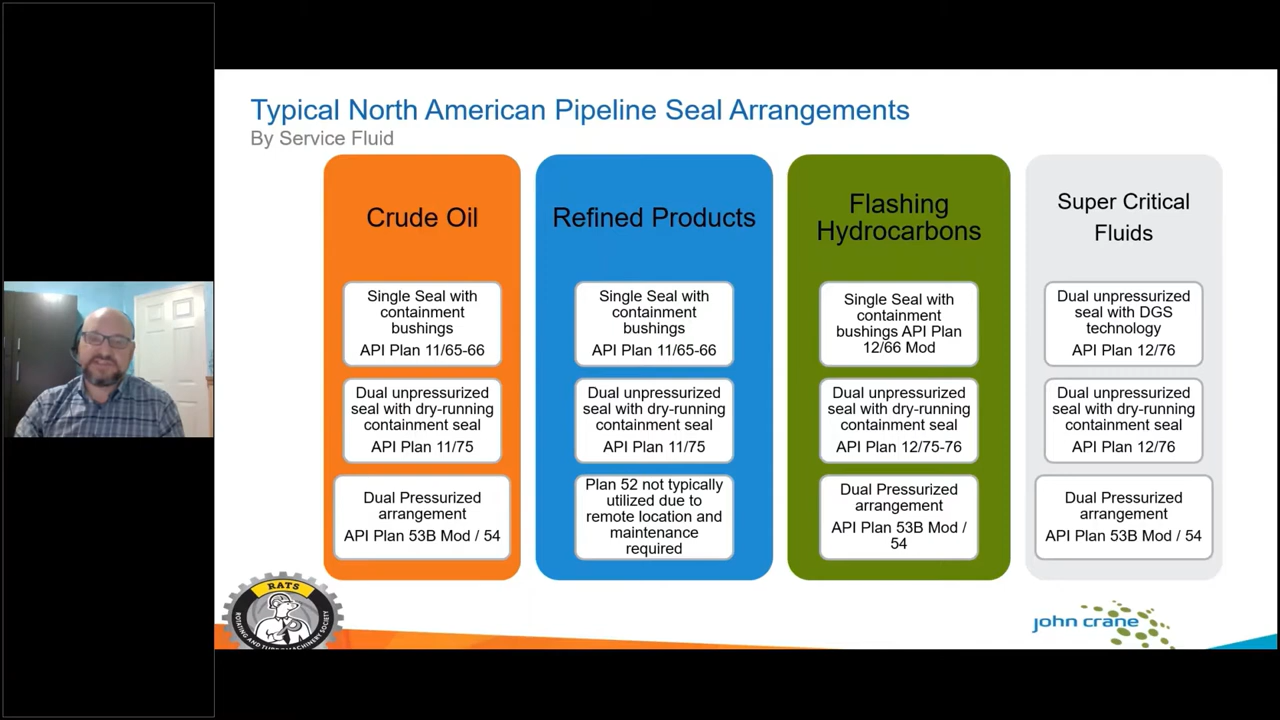 Typical North American Pipeline Seal Arrangements
By Service Fluid
Crude Oil
Single Seal with
containment
bushings
API Plan 11/65-66
Dual unpressurized
seal with dry-running
containment seal
API Plan 11/75
Dual Pressurized
arrangement
API Plan 53B Mod / 54
Refined Products
Single Seal with
containment
bushings
API Plan 11/65-66
Dual unpressurized
seal with dry-running
containment seal
API Plan 11/75
Plan 52 not typically
utilized due to
remote location and
maintenance
required
Flashing
Hydrocarbons
Single Seal with
containment
bushings API Plan
12/66 Mod
Dual unpressurized
seal with dry-running
containment seal
API Plan 12/75-76
Dual Pressurized
arrangement
API Plan 53B Mod /
54
Super Critical
Fluids
Dual unpressurized
seal with DGS
technology
API Plan 12/76
Dual unpressurized
seal with dry-running
containment seal
API Plan 12/76
Dual Pressurized
arrangement
API Plan 53B Mod / 54
RATS
john crane